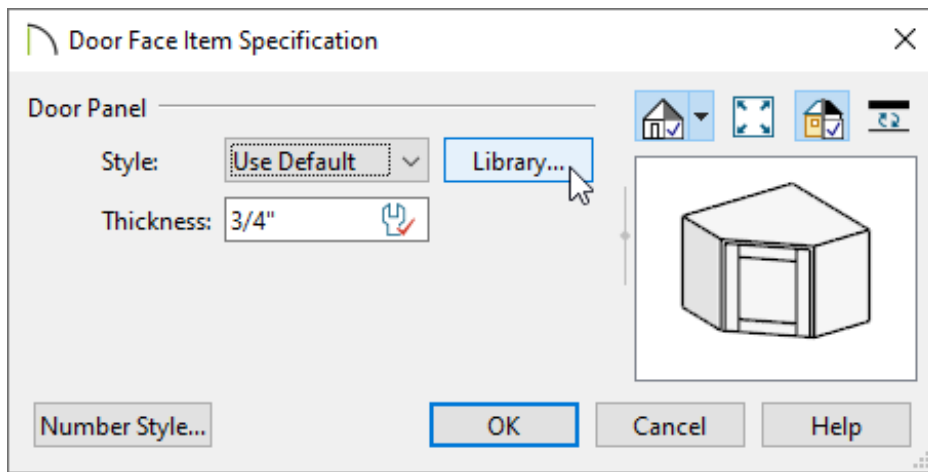 Door Face Item Specification
Door Panel
Style: Use Default Library...
Thickness: 3/4"
Number Style... OK Cancel Help